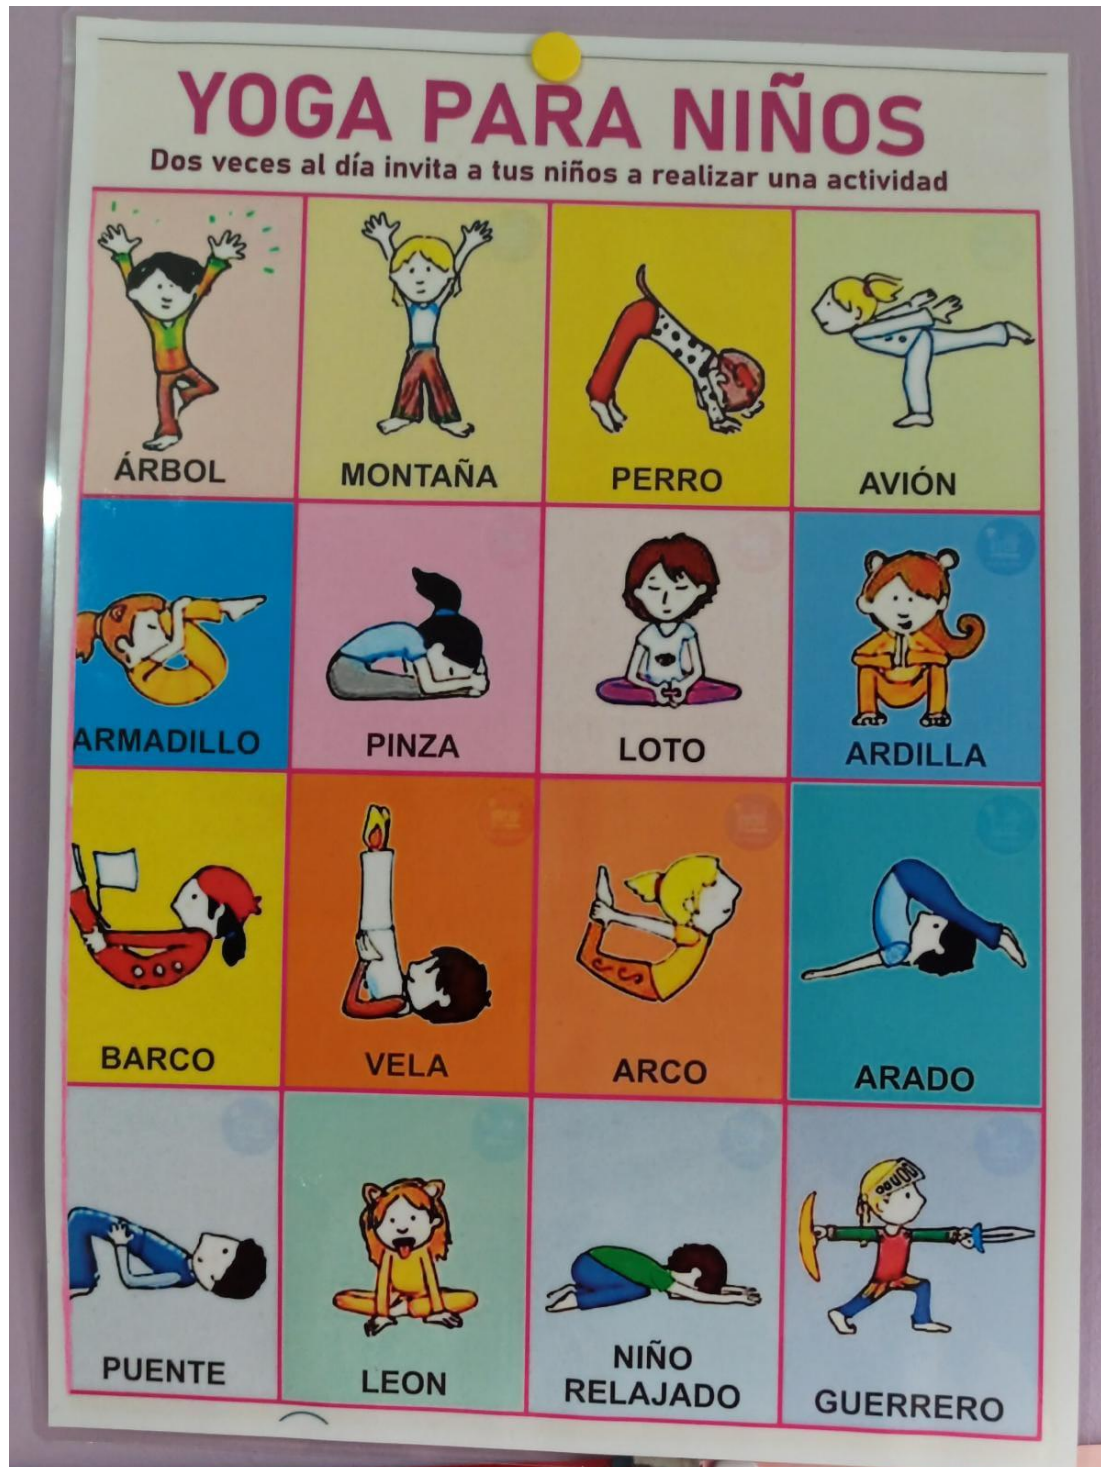 YOGA PARA NIÑOS
Dos veces al día invita a tus niños a realizar una actividad
ÁRBOL
MONTAÑA
PERRO
AVIÓN
ARMADILLO
PINZA
LOTO
ARDILLA
BARCO
VELA
ARCO
ARADO
PUENTE
LEON
NIÑO
RELAJADO
GUERRERO